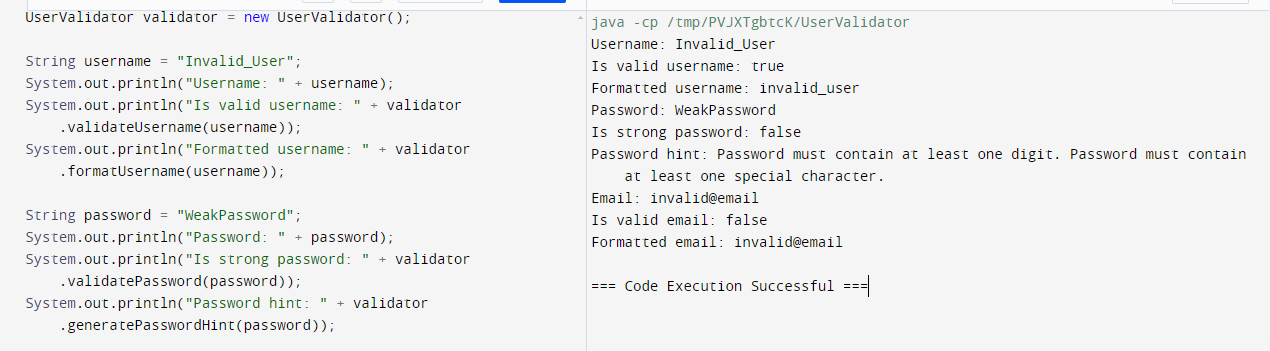 UserValidator validator = new UserValidator();
String username = "Invalid_User";
System.out.println("Username: " + username);
System.out.println("Is valid username: " + validator
.validateUsername(username));
System.out.println("Formatted username: " + validator
.formatUsername(username));
String password = "WeakPassword";
System.out.println("Password: " + password);
System.out.println("Is strong password: " + validator
.validatePassword(password));
System.out.println("Password hint: " + validator
.generatePasswordHint(password));
java -cp /tmp/PVJXTgbtcK/UserValidator
Username: Invalid_User
Is valid username: true
Formatted username: invalid_user
Password: WeakPassword
Is strong password: false
Password hint: Password must contain at least one digit. Password must contain
at least one special character.
Email: invalid@email
Is valid email: false
Formatted email: invalid@email
=== Code Execution Successful ===